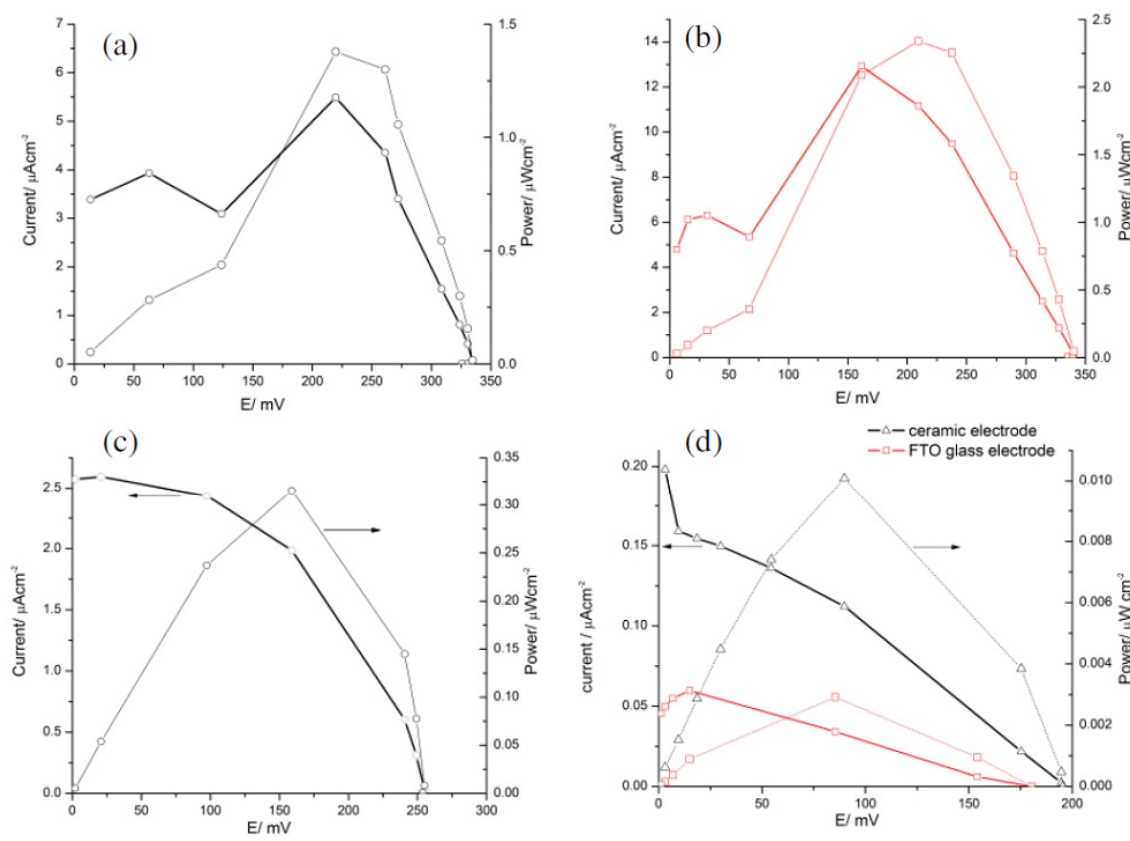 (a)
Current/ μAcm-2
7
6
5
4
3
2
1
0
1.5
1.0
0.5
0.0
Power/ μWcm-2
0 50 100 150 200 250 300 350
E/ mV
(b)
Current/ μAcm-2
14
12
10
8
6
4
2
0
2.5
2.0
1.5
1.0
0.5
0.0
Power/ μWcm-2
0 50 100 150 200 250 300 350
E/ mV
(c)
Current/ μAcm-2
2.5
2.0
1.5
1.0
0.5
0.0
0.35
0.30
0.25
0.20
0.15
0.10
0.05
0.00
Power/ μWcm-2
0 50 100 150 200 250 300
E/ mV
(d)
ceramic electrode
FTO glass electrode
current / μAcm-2
0.20
0.15
0.10
0.05
0.00
0.010
0.008
0.006
0.004
0.002
0.000
Power/ μW cm-2
0 50 100 150 200
E/ mV